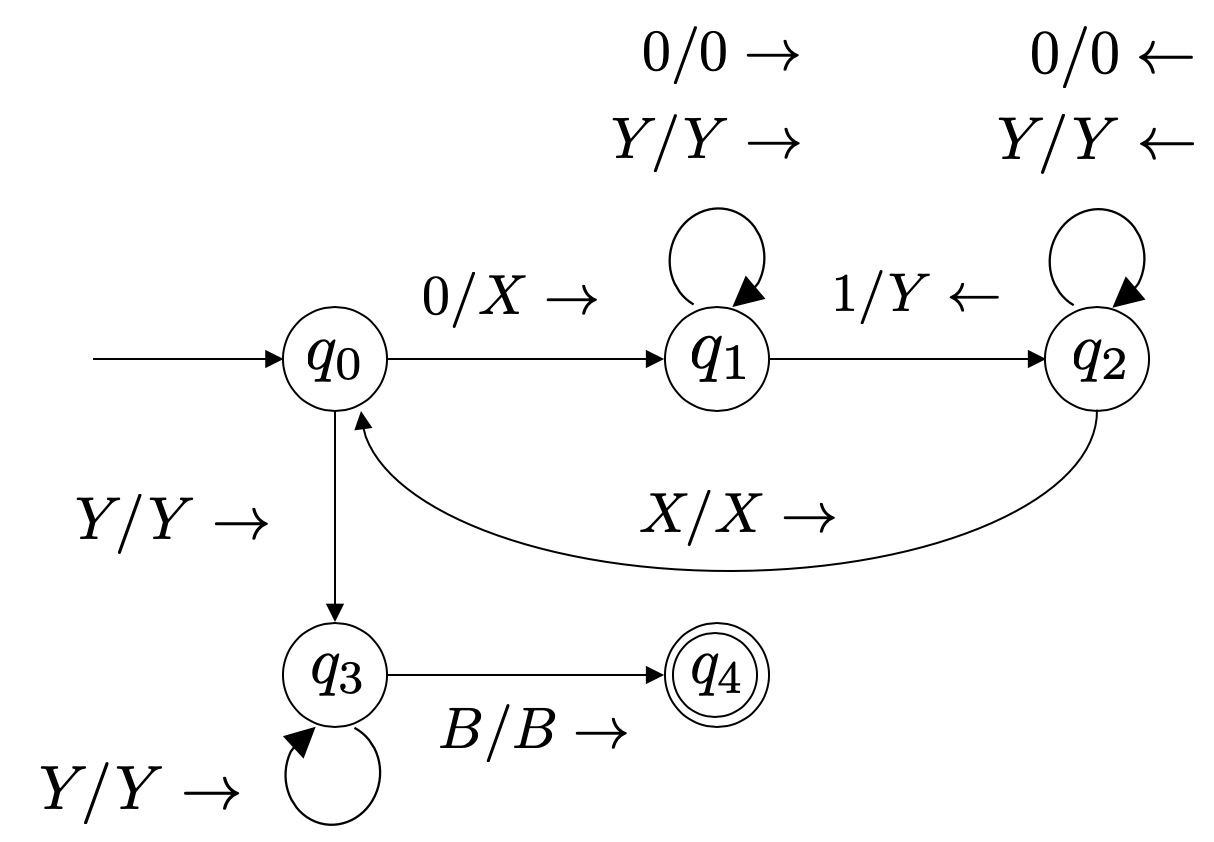 0/0 → 0/0 ←
Y/Y → Y/Y ←
0/X → 1/Y ←
q₀ q₁ q₂
Y/Y → X/X →
q₃ q₄
B/B →
Y/Y →